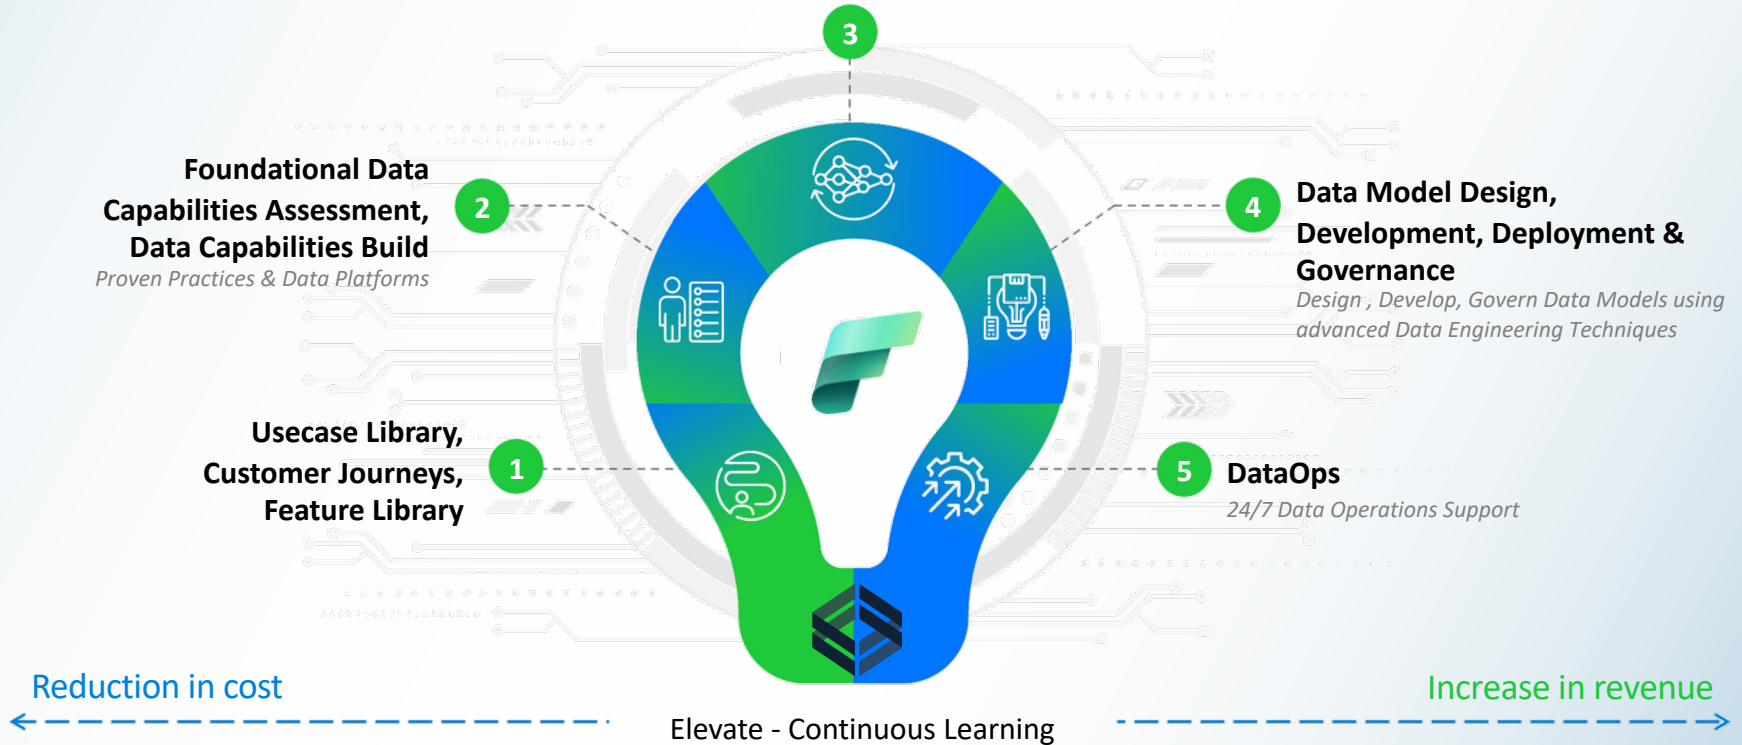 3
Foundational Data
Capabilities Assessment,
Data Capabilities Build
Proven Practices & Data Platforms
2
4
Data Model Design,
Development, Deployment &
Governance
Design , Develop, Govern Data Models using
advanced Data Engineering Techniques
Usecase Library,
Customer Journeys,
Feature Library
1
5
DataOps
24/7 Data Operations Support
Reduction in cost
Increase in revenue
Elevate - Continuous Learning